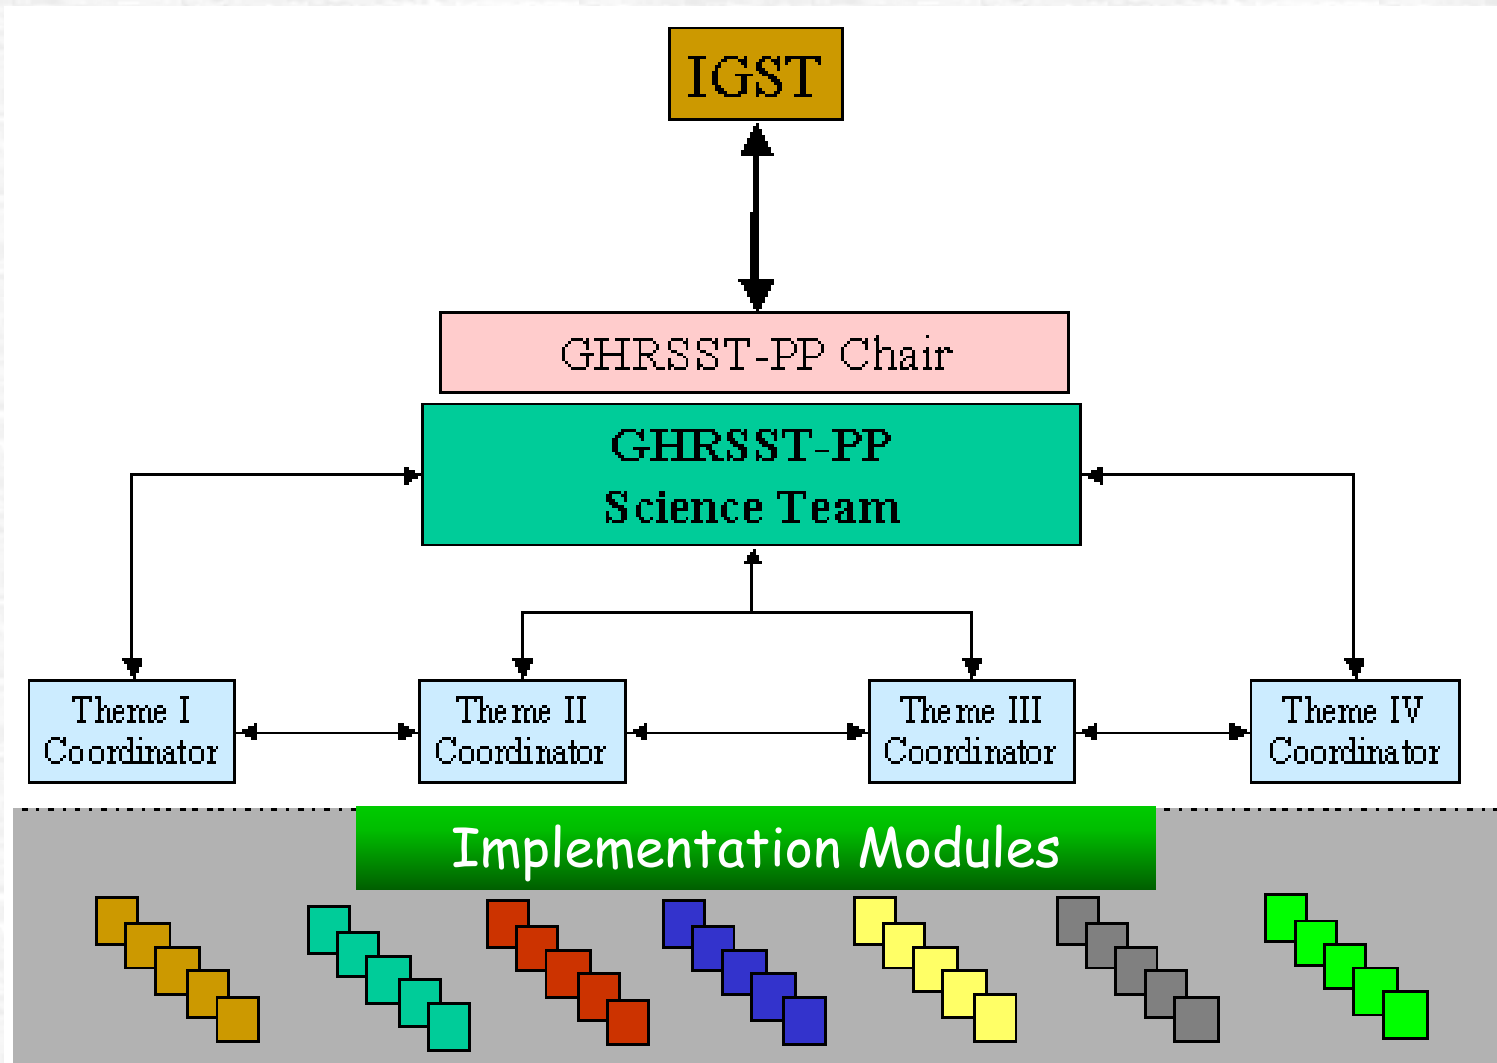 IGST
GHRSST-PP Chair
GHRSST-PP
Science Team
Theme I
Coordinator
Theme II
Coordinator
Theme III
Coordinator
Theme IV
Coordinator
Implementation Modules